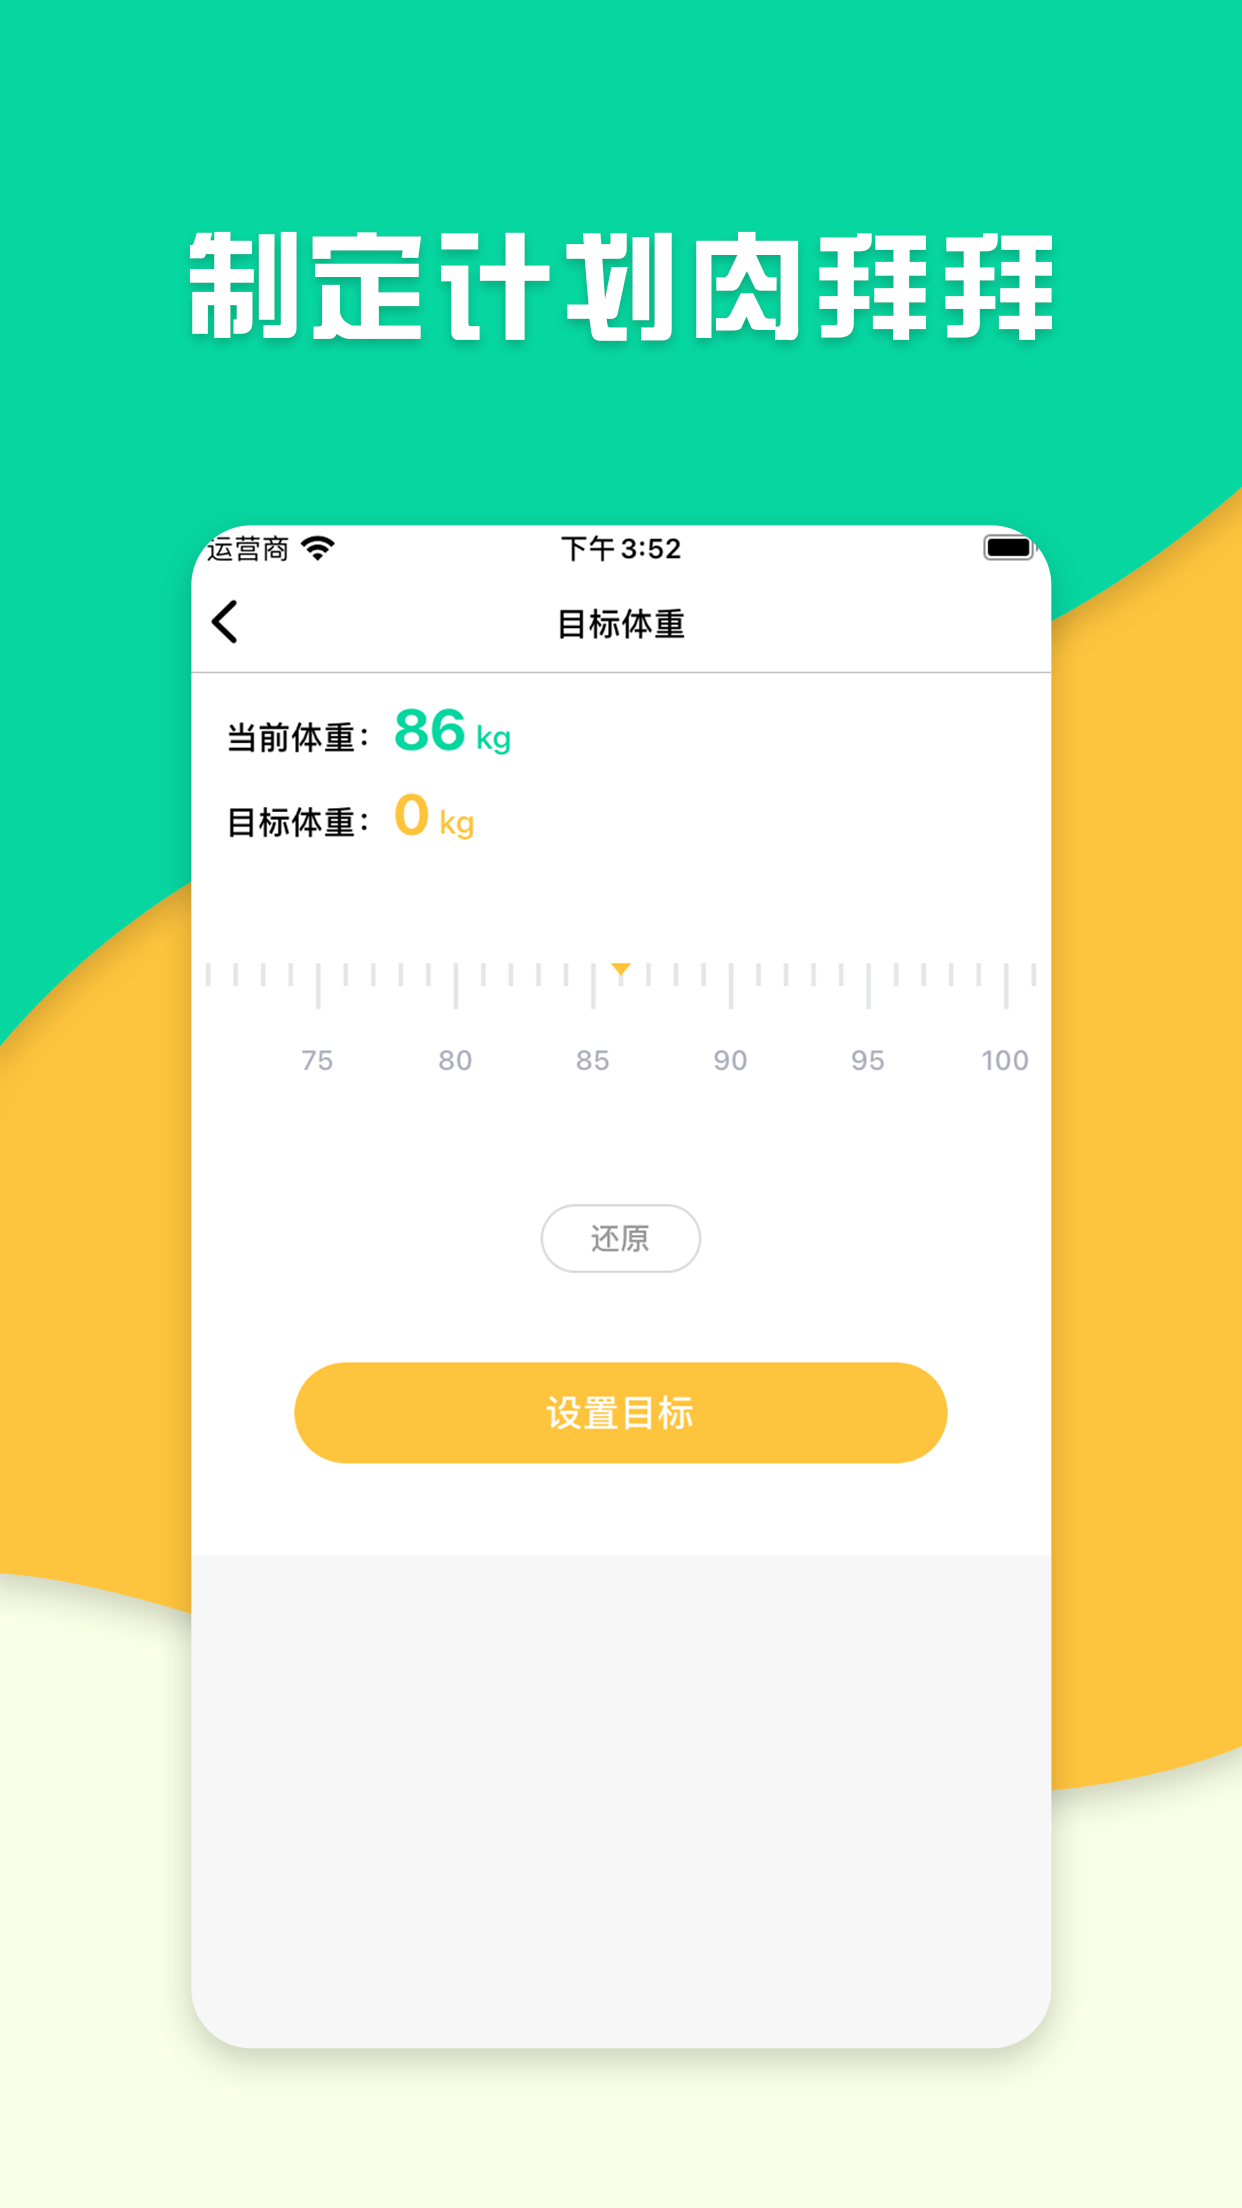 制定计划肉拜拜
运营商 下午3:52
目标体重
当前体重： 86 kg
目标体重： 0 kg
75 80 85 90 95 100
还原
设置目标